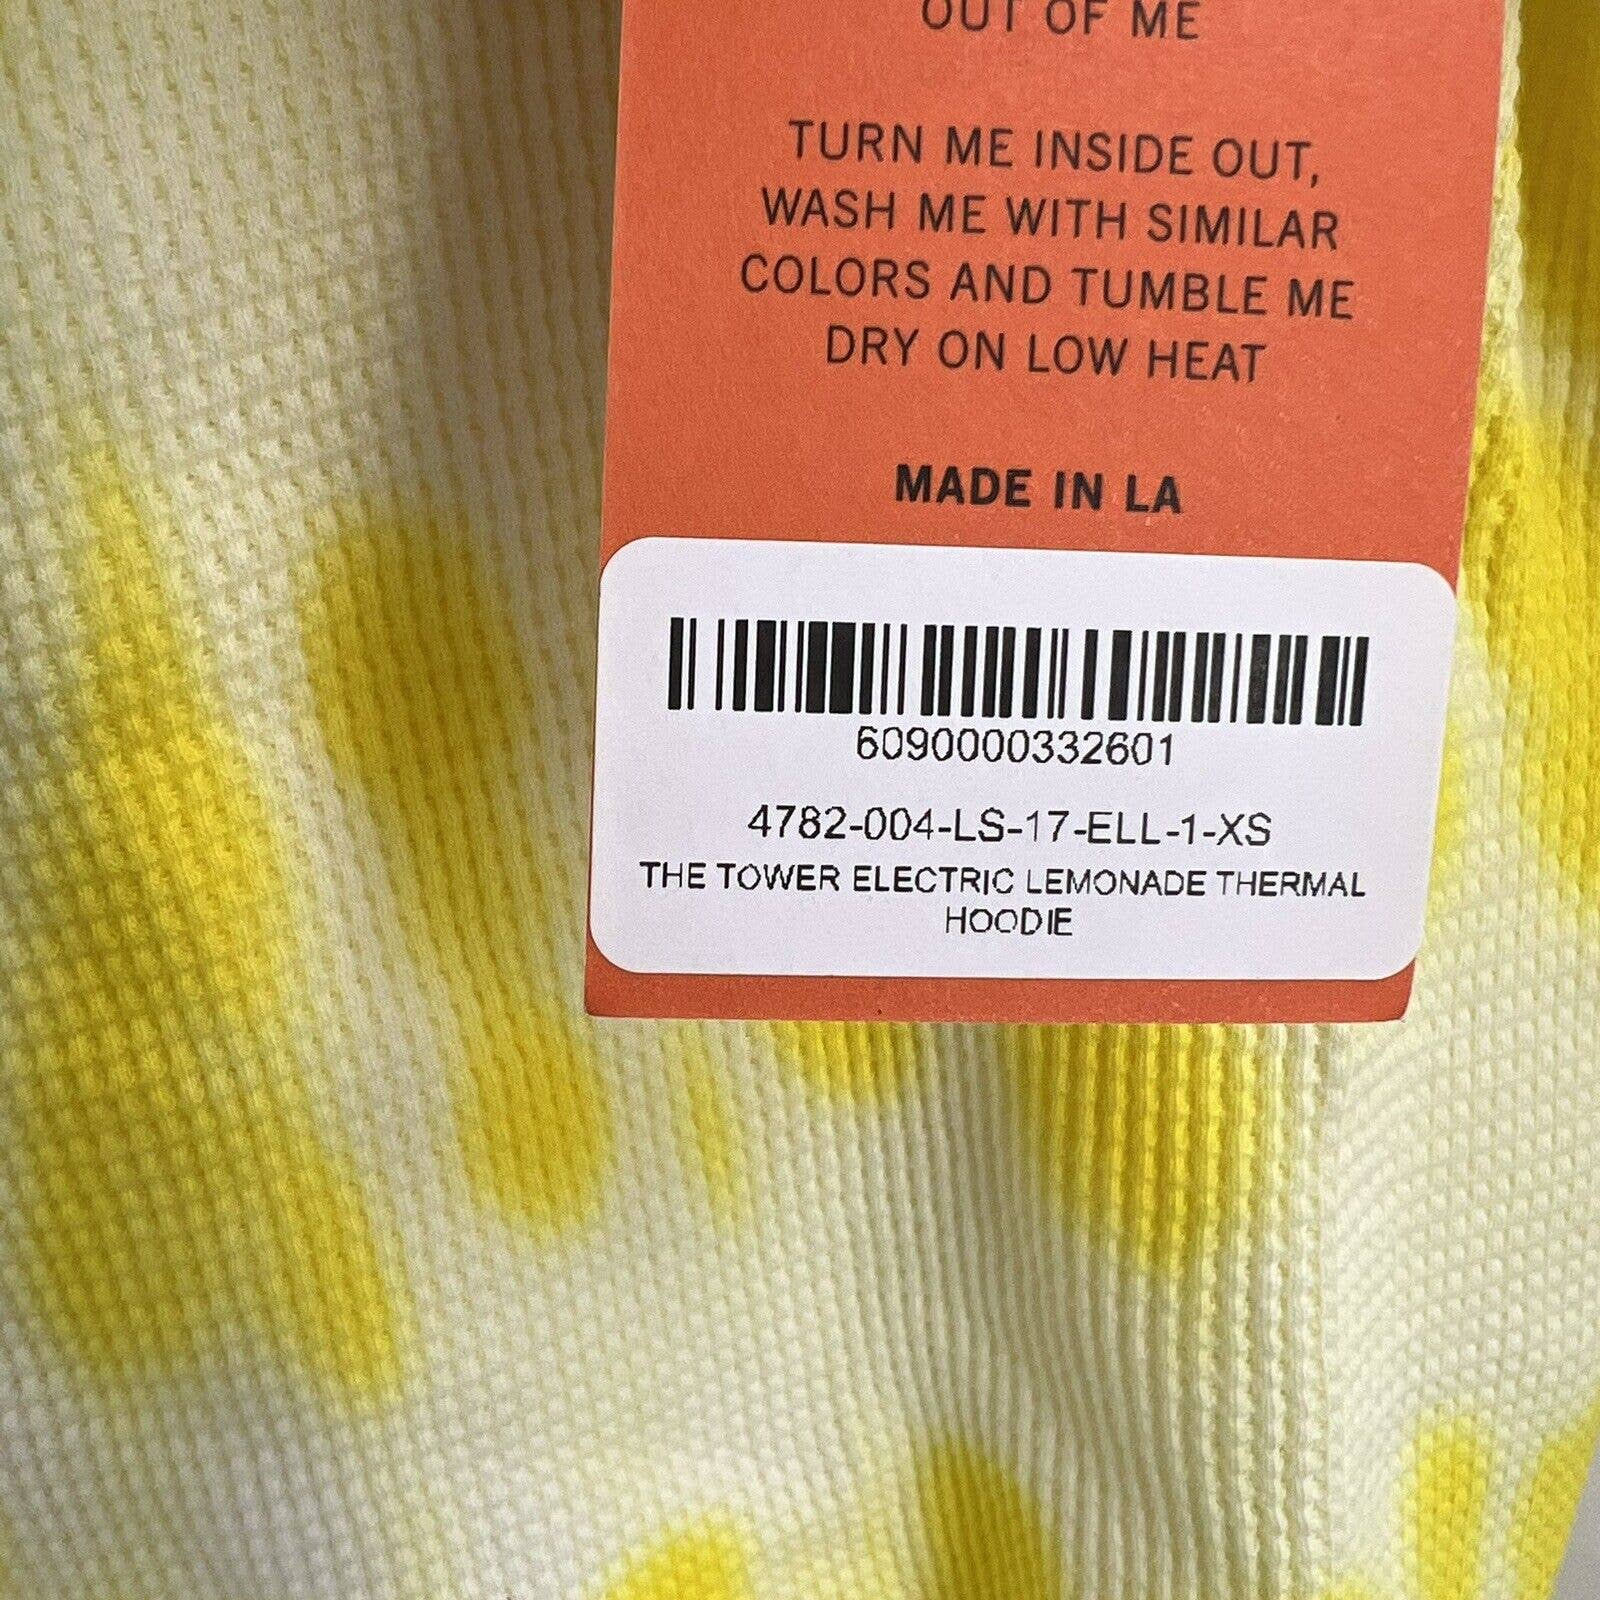 OUT OF ME
TURN ME INSIDE OUT,
WASH ME WITH SIMILAR
COLORS AND TUMBLE ME
DRY ON LOW HEAT
MADE IN LA
6090000332601
4782-004-LS-17-ELL-1-XS
THE TOWER ELECTRIC LEMONADE THERMAL
HOODIE